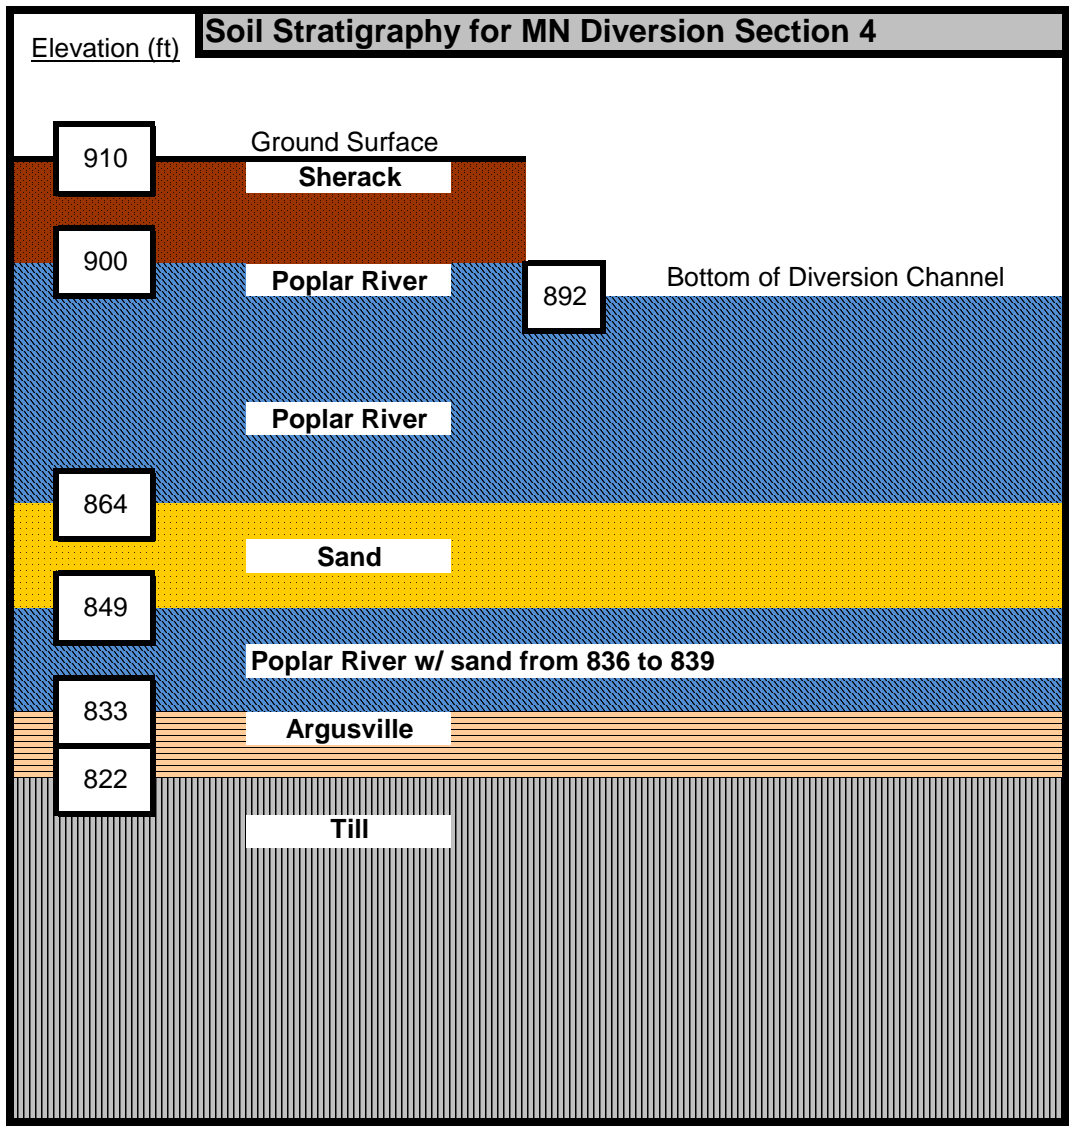 Soil Stratigraphy for MN Diversion Section 4
Elevation (ft)
Ground Surface
910
Sherack
900
Poplar River
892
Bottom of Diversion Channel
Poplar River
864
Sand
849
Poplar River w/ sand from 836 to 839
833
Argusville
822
Till